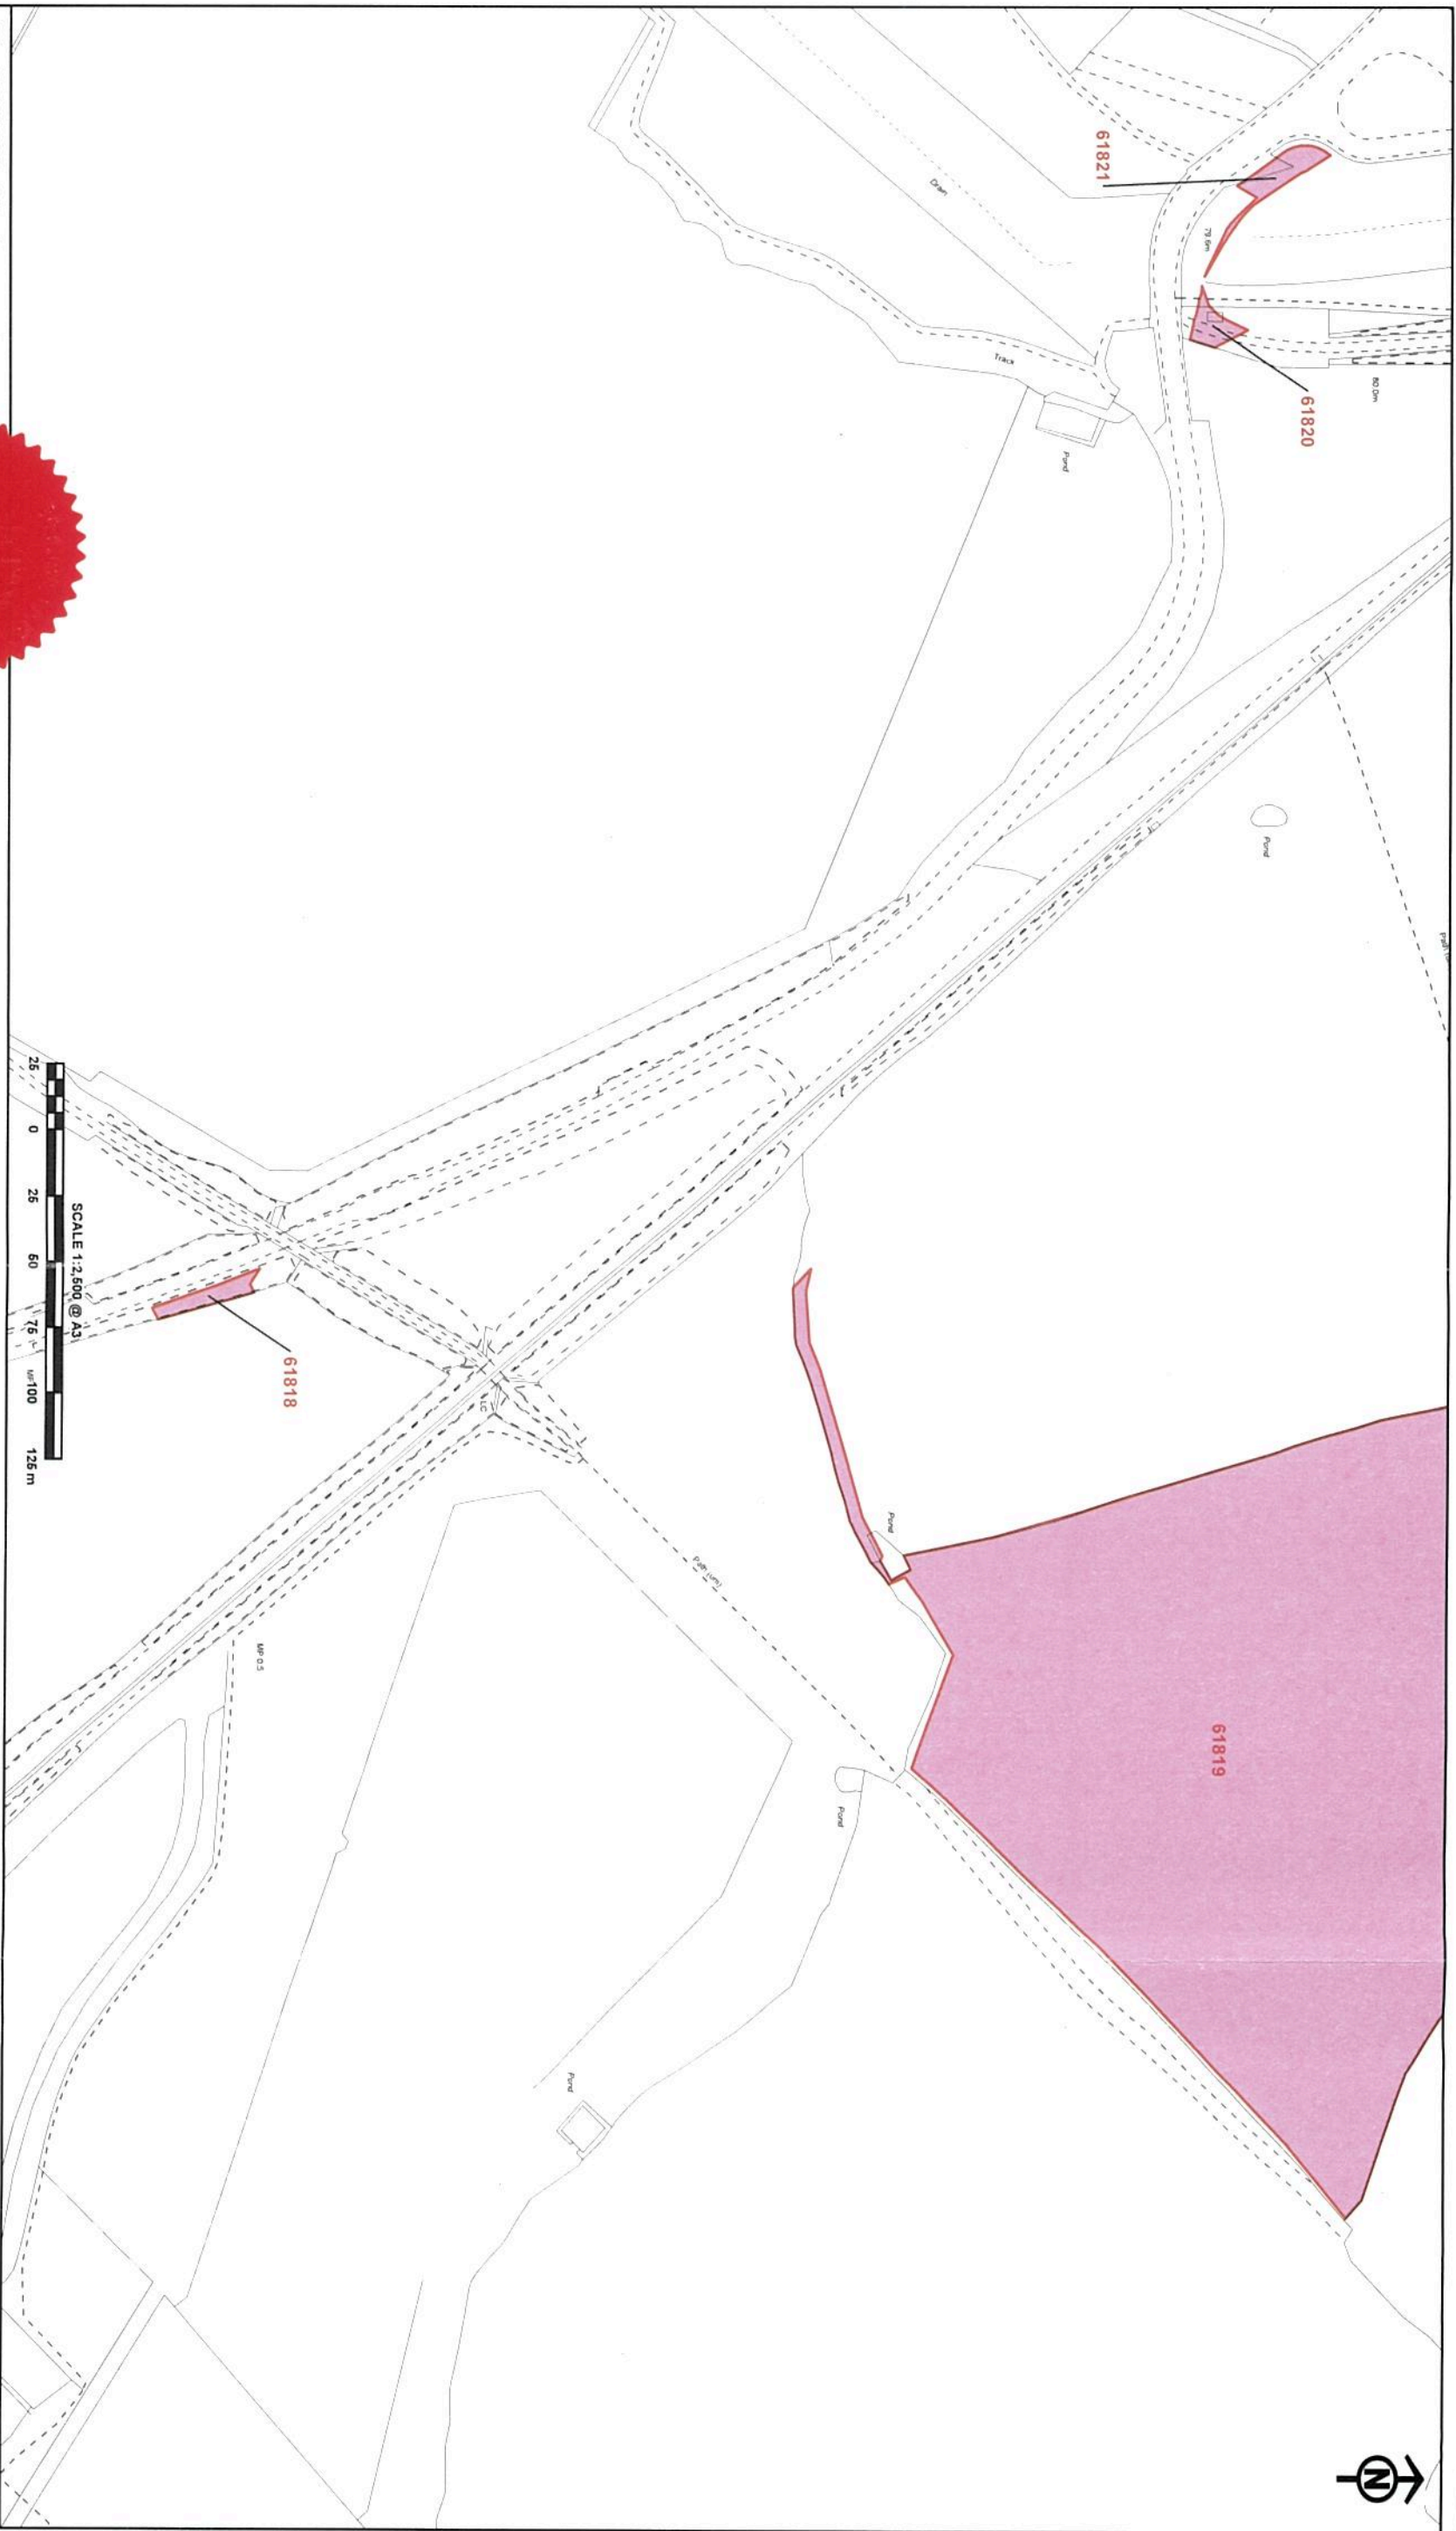 61821
79.6m
61820
80.0m
Drain
Track
Pond
Pond
Path
61819
Pond
Path (um)
Pond
Pond
61818
LC
MP 0.5
SCALE 1:2,500 @ A3
25 0 25 50 75 100 125 m
MP
N